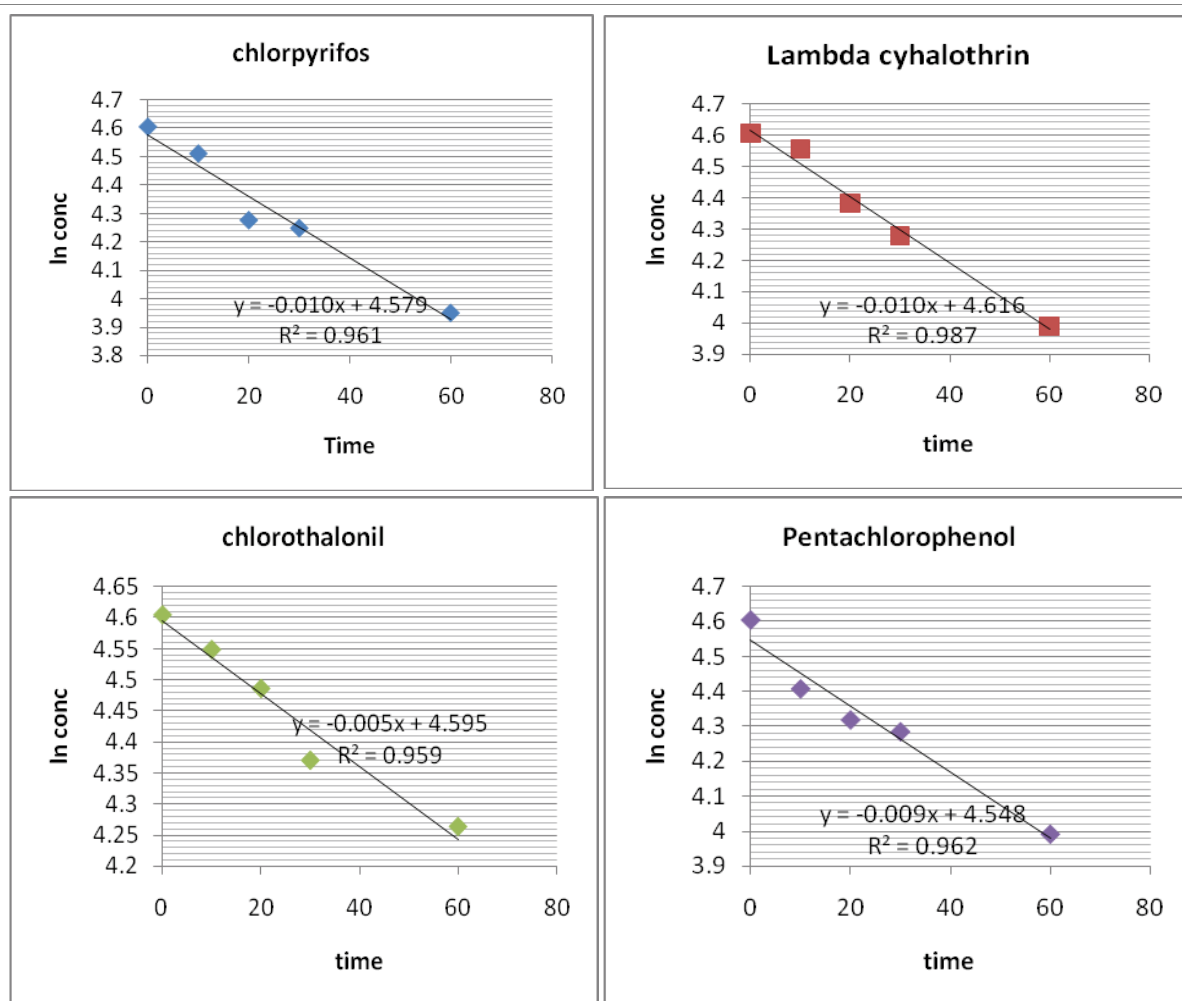 chlorpyrifos
4.7
4.6
4.5
4.4
4.3
4.2
4.1
4
3.9
3.8
ln conc
y = -0.010x + 4.579
R² = 0.961
0 20 40 60 80
Time
Lambda cyhalothrin
4.7
4.6
4.5
4.4
4.3
4.2
4.1
4
3.9
ln conc
y = -0.010x + 4.616
R² = 0.987
0 20 40 60 80
time
chlorothalonil
4.65
4.6
4.55
4.5
4.45
4.4
4.35
4.3
4.25
4.2
ln conc
y = -0.005x + 4.595
R² = 0.959
0 20 40 60 80
time
Pentachlorophenol
4.7
4.6
4.5
4.4
4.3
4.2
4.1
4
3.9
ln conc
y = -0.009x + 4.548
R² = 0.962
0 20 40 60 80
time